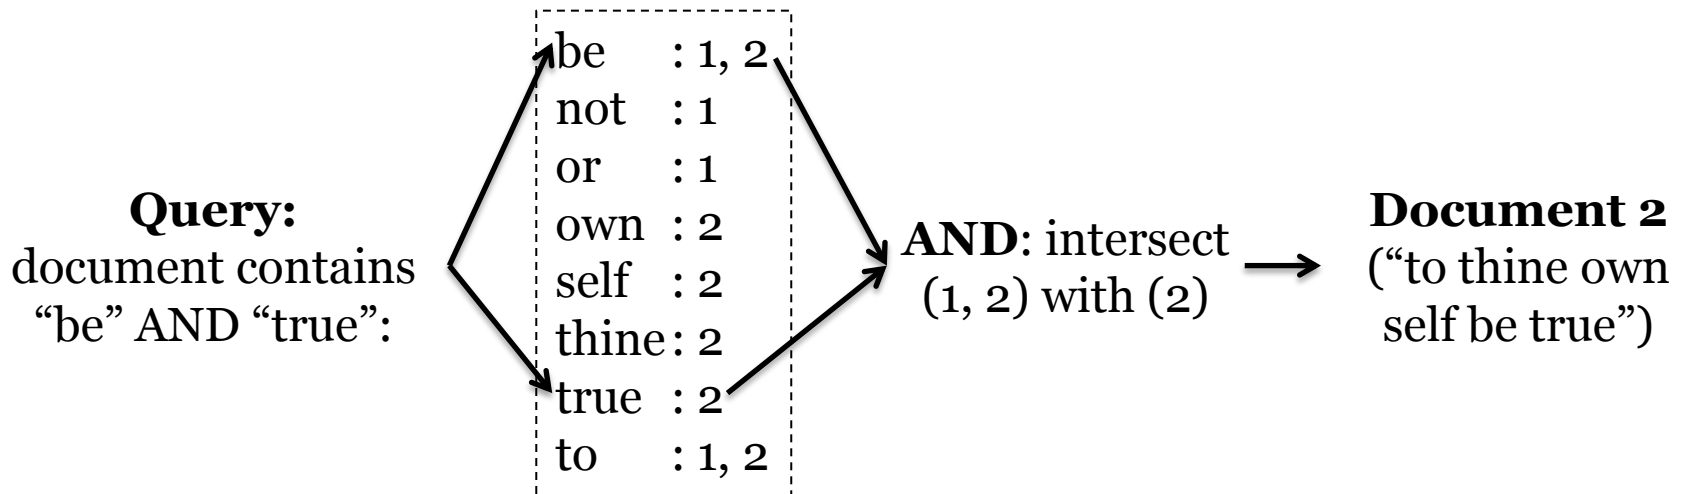 Query:
document contains
“be” AND “true”:
be : 1, 2
not : 1
or : 1
own : 2
self : 2
thine : 2
true : 2
to : 1, 2
AND: intersect
(1, 2) with (2)
Document 2
(“to thine own
self be true”)